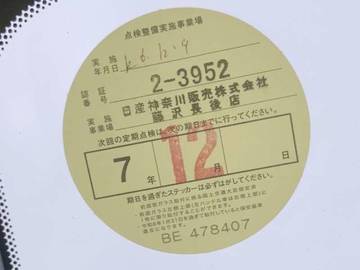 点検整備実施事業場
実施
年月日 R6.12.9
認証
番号 2-3952
実施
事業場 日産神奈川販売株式会社
藤沢長後店
次回の定期点検は、次の期日までに行ってください。
7年 12月 日
期日を過ぎたステッカーは必ずはがしてください。
BE 478407